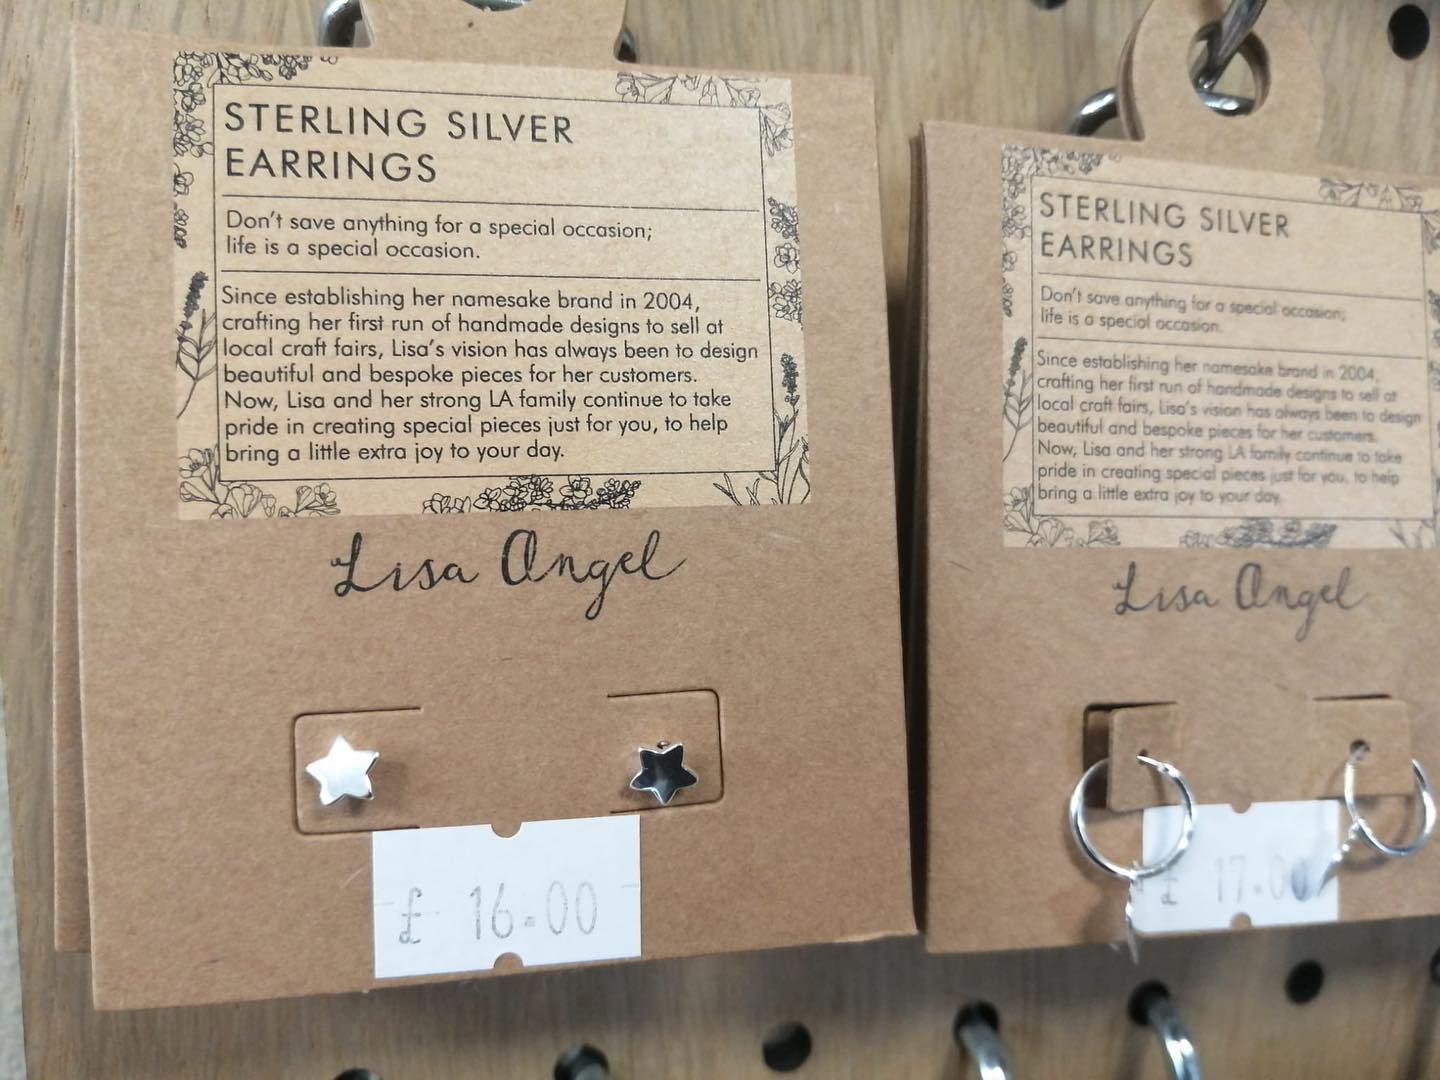 STERLING SILVER
EARRINGS
Don't save anything for a special occasion;
life is a special occasion.
Since establishing her namesake brand in 2004,
crafting her first run of handmade designs to sell at
local craft fairs, Lisa's vision has always been to design
beautiful and bespoke pieces for her customers.
Now, Lisa and her strong LA family continue to take
pride in creating special pieces just for you, to help
bring a little extra joy to your day.
Lisa Angel
£ 16.00
STERLING SILVER
EARRINGS
Don't save anything for a special occasion;
life is a special occasion.
Since establishing her namesake brand in 2004,
crafting her first run of handmade designs to sell at
local craft fairs, Lisa's vision has always been to design
beautiful and bespoke pieces for her customers.
Now, Lisa and her strong LA family continue to take
pride in creating special pieces just for you, to help
bring a little extra joy to your day.
Lisa Angel
£ 17.00